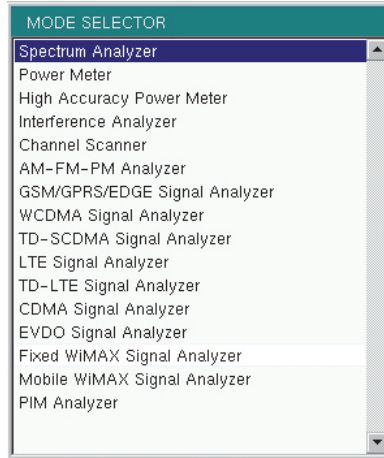 MODE SELECTOR
Spectrum Analyzer
Power Meter
High Accuracy Power Meter
Interference Analyzer
Channel Scanner
AM-FM-PM Analyzer
GSM/GPRS/EDGE Signal Analyzer
WCDMA Signal Analyzer
TD-SCDMA Signal Analyzer
LTE Signal Analyzer
TD-LTE Signal Analyzer
CDMA Signal Analyzer
EVDO Signal Analyzer
Fixed WiMAX Signal Analyzer
Mobile WiMAX Signal Analyzer
PIM Analyzer